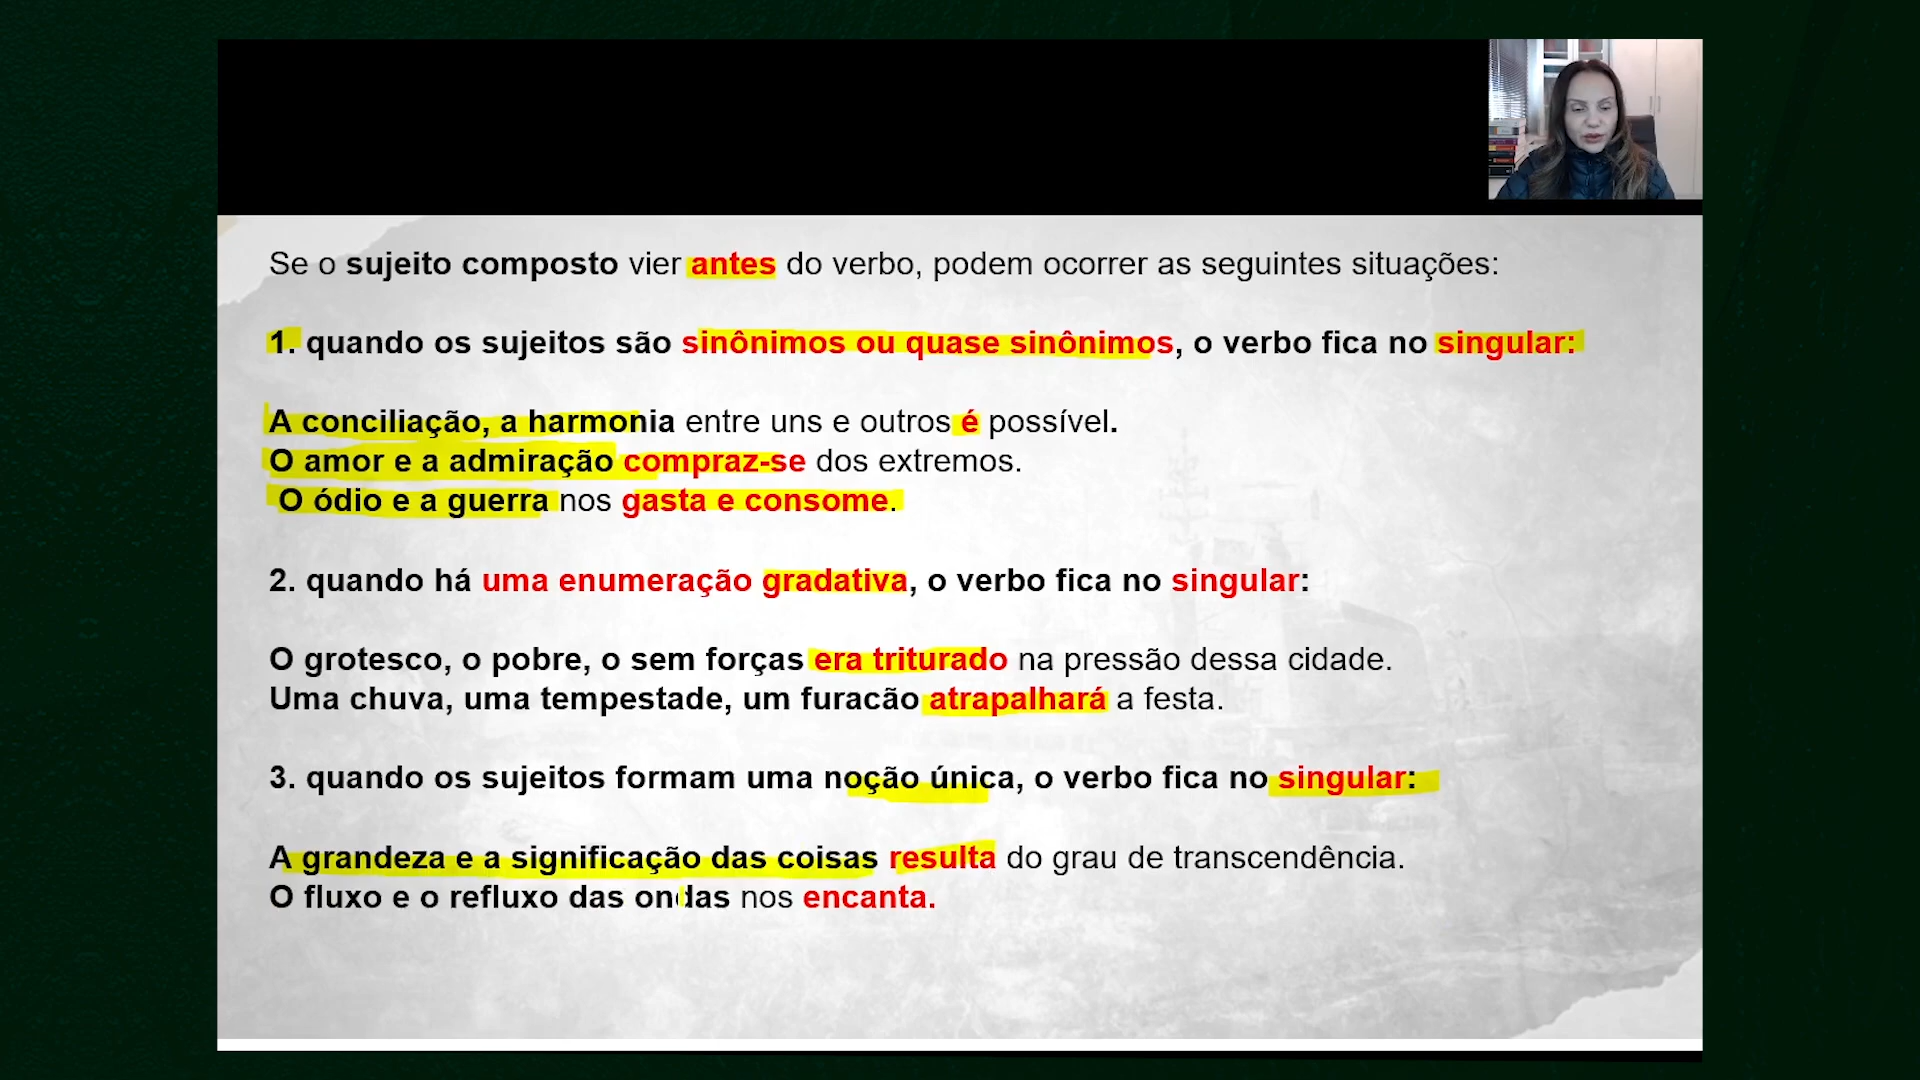 Se o sujeito composto vier antes do verbo, podem ocorrer as seguintes situações:
1. quando os sujeitos são sinônimos ou quase sinônimos, o verbo fica no singular:
A conciliação, a harmonia entre uns e outros é possível.
O amor e a admiração compraz-se dos extremos.
O ódio e a guerra nos gasta e consome.
2. quando há uma enumeração gradativa, o verbo fica no singular:
O grotesco, o pobre, o sem forças era triturado na pressão dessa cidade.
Uma chuva, uma tempestade, um furacão atrapalhará a festa.
3. quando os sujeitos formam uma noção única, o verbo fica no singular:
A grandeza e a significação das coisas resulta do grau de transcendência.
O fluxo e o refluxo das ondas nos encanta.